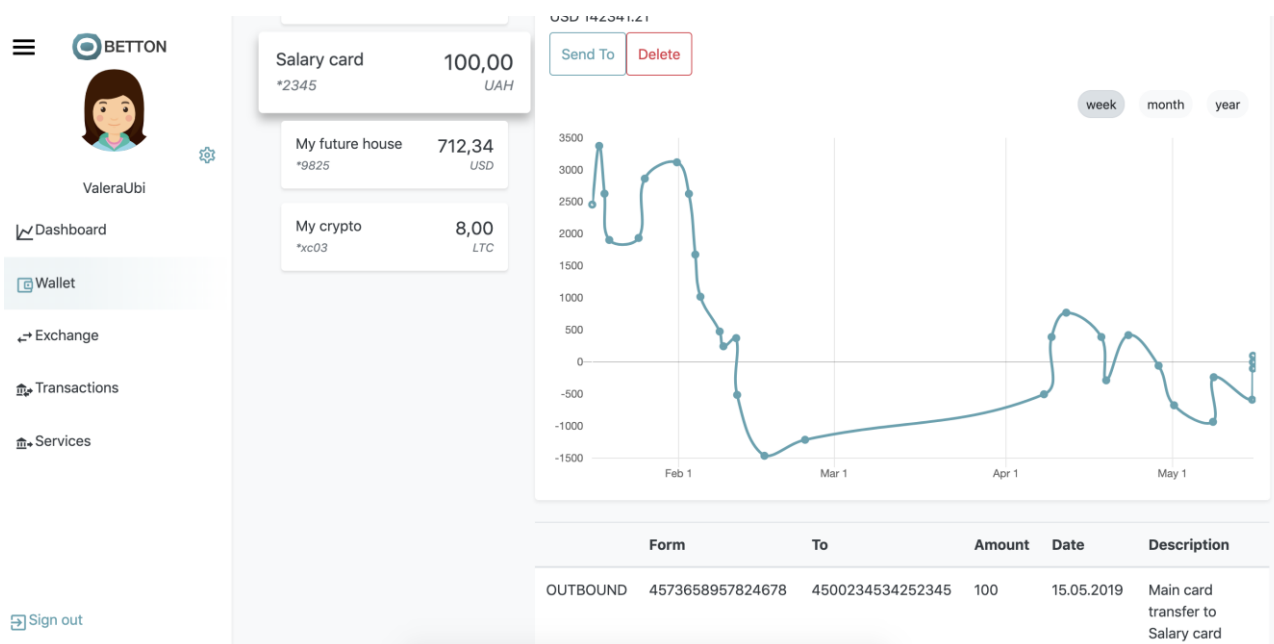 BETTON
ValeraUbi
Dashboard
Wallet
Exchange
Transactions
Services
Sign out
Salary card 100,00
*2345 UAH
My future house 712,34
*9825 USD
My crypto 8,00
*xc03 LTC
USD 142341.21
Send To Delete
week month year
3500
3000
2500
2000
1500
1000
500
0
-500
-1000
-1500
Feb 1 Mar 1 Apr 1 May 1
Form To Amount Date Description
OUTBOUND 4573658957824678 4500234534252345 100 15.05.2019 Main card
transfer to
Salary card